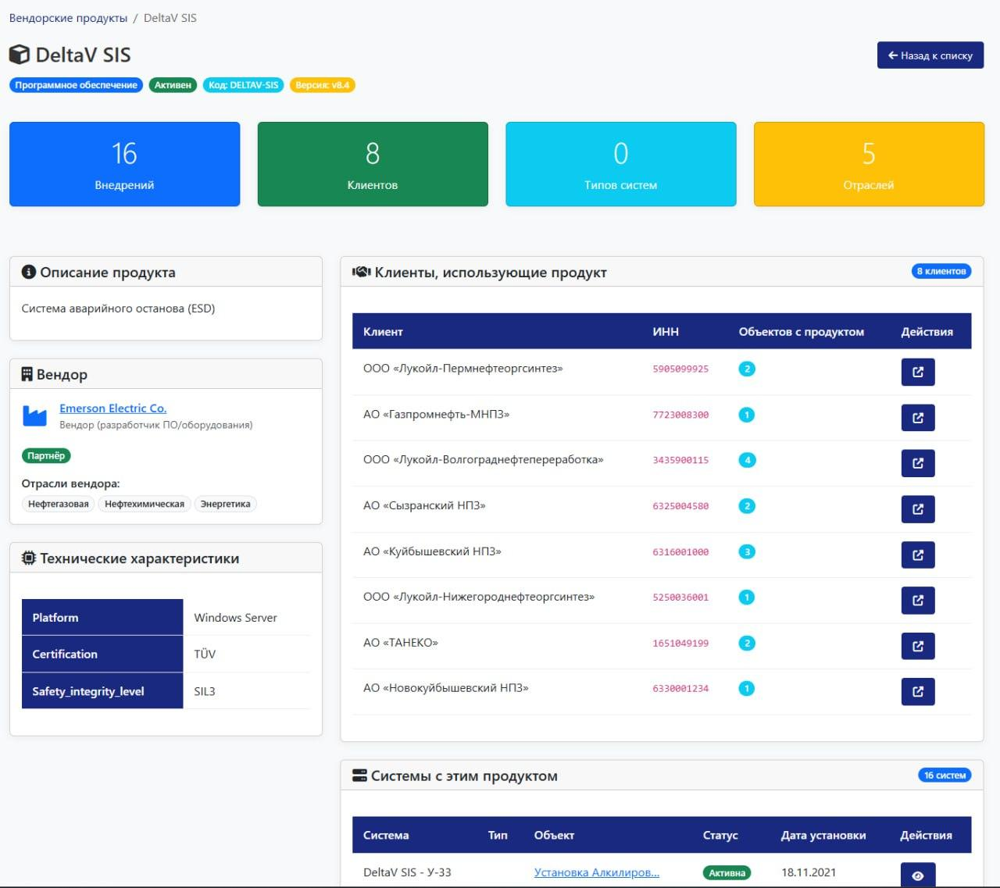 Вендорские продукты / DeltaV SIS
DeltaV SIS
← Назад к списку
Программное обеспечение Активен Код: DELTAV-SIS Версия: v8.4
16
Внедрений
8
Клиентов
0
Типов систем
5
Отраслей
Описание продукта
Система аварийного останова (ESD)
Вендор
Emerson Electric Co.
Вендор (разработчик ПО/оборудования)
Партнёр
Отрасли вендора:
Нефтегазовая Нефтехимическая Энергетика
Технические характеристики
Platform Windows Server
Certification TÜV
Safety_integrity_level SIL3
Клиенты, использующие продукт 8 клиентов
Клиент ИНН Объектов с продуктом Действия
ООО «Лукойл-Пермнефтеоргсинтез» 5905099925 2
АО «Газпромнефть-МНПЗ» 7723008300 1
ООО «Лукойл-Волгограднефтепереработка» 3435900115 4
АО «Сызранский НПЗ» 6325004580 2
АО «Куйбышевский НПЗ» 6316001000 3
ООО «Лукойл-Нижегороднефтеоргсинтез» 5250036001 1
АО «ТАНЕКО» 1651049199 2
АО «Новокуйбышевский НПЗ» 6330001234 1
Системы с этим продуктом 16 систем
Система Тип Объект Статус Дата установки Действия
DeltaV SIS - У-33 Установка Алкилиров... Активна 18.11.2021